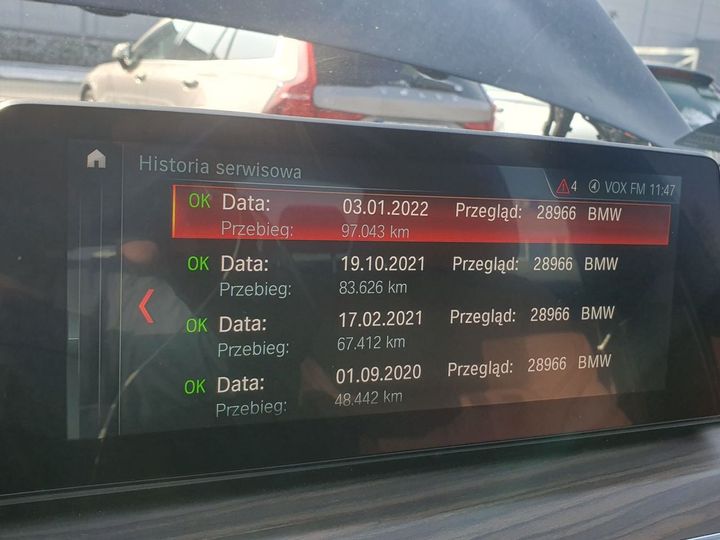 Historia serwisowa
4 VOX FM 11:47
OK Data: 03.01.2022 Przegląd: 28966 BMW
Przebieg: 97.043 km
OK Data: 19.10.2021 Przegląd: 28966 BMW
Przebieg: 83.626 km
OK Data: 17.02.2021 Przegląd: 28966 BMW
Przebieg: 67.412 km
OK Data: 01.09.2020 Przegląd: 28966 BMW
Przebieg: 48.442 km